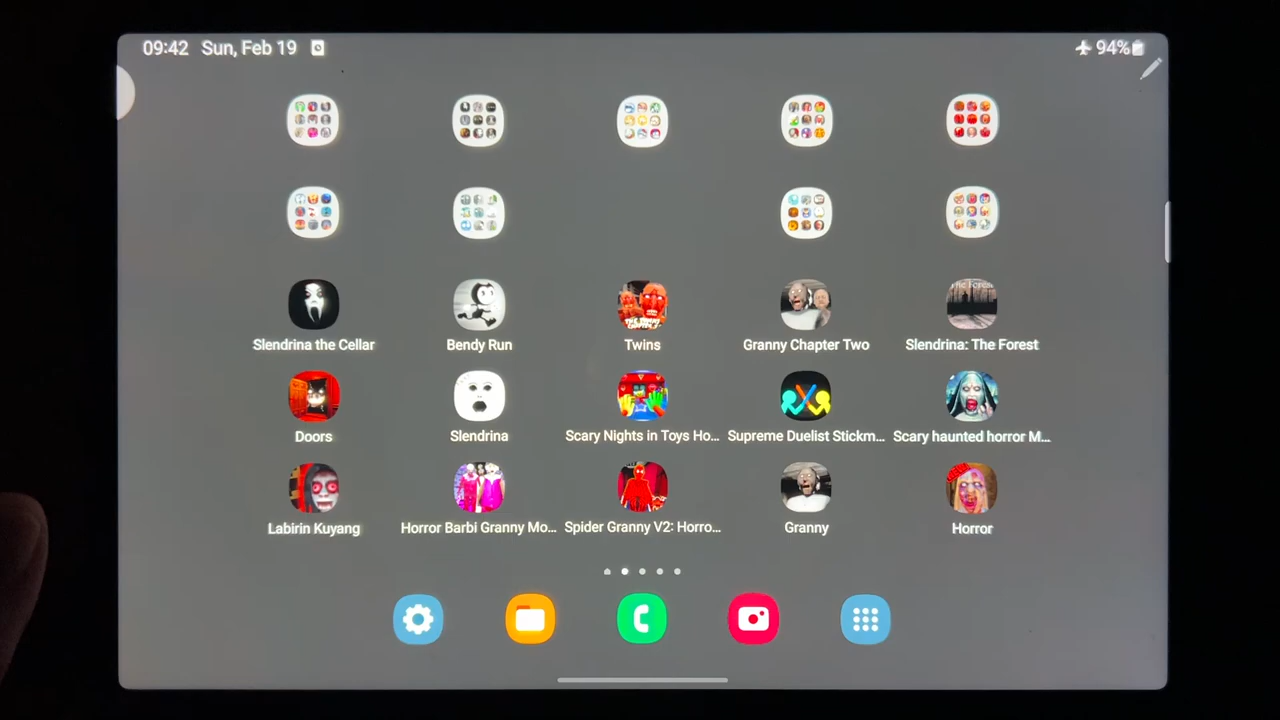 09:42 Sun, Feb 19
94%
The Forest
Slendrina the Cellar
Bendy Run
Twins
Granny Chapter Two
Slendrina: The Forest
Doors
Slendrina
Scary Nights in Toys Ho...
Supreme Duelist Stickm...
Scary haunted horror M...
Labirin Kuyang
Horror Barbi Granny Mo...
Spider Granny V2: Horro...
Granny
Horror